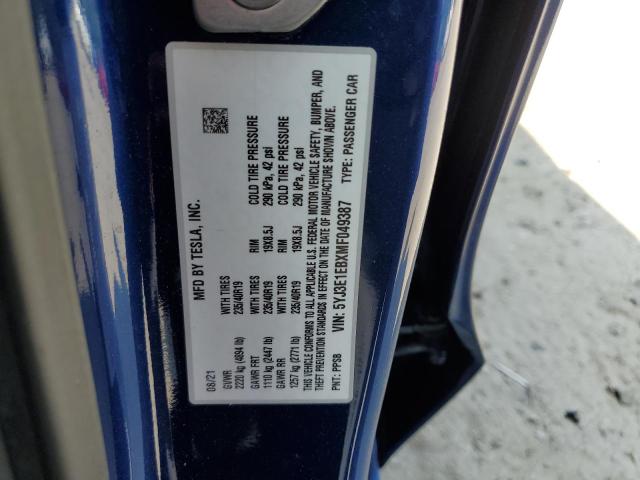 MFD BY TESLA, INC.
08/21
GVWR WITH TIRES RIM COLD TIRE PRESSURE
2220 kg (4894 lb) 235/40R19 19X8.5J 290 kPa, 42 psi
GAWR FRT WITH TIRES RIM COLD TIRE PRESSURE
1110 kg (2447 lb) 235/40R19 19X8.5J 290 kPa, 42 psi
GAWR RR
1257 kg (2771 lb)
THIS VEHICLE CONFORMS TO ALL APPLICABLE U.S. FEDERAL MOTOR VEHICLE SAFETY, BUMPER, AND
THEFT PREVENTION STANDARDS IN EFFECT ON THE DATE OF MANUFACTURE SHOWN ABOVE.
VIN: 5YJ3E1EBXMF049387 TYPE: PASSENGER CAR
PNT: PPSB